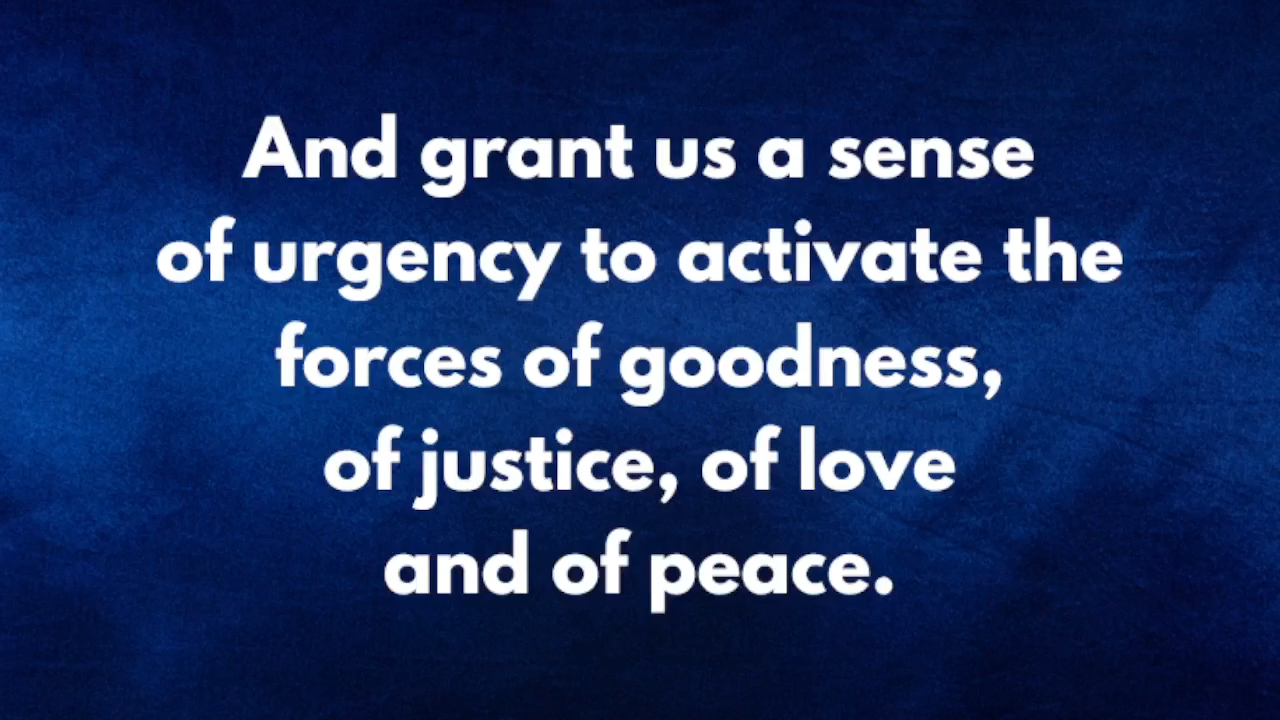 And grant us a sense
of urgency to activate the
forces of goodness,
of justice, of love
and of peace.